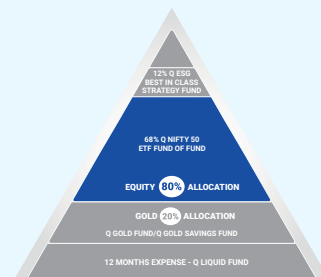 12% Q ESG
BEST IN CLASS
STRATEGY FUND
68% Q NIFTY 50
ETF FUND OF FUND
EQUITY 80% ALLOCATION
GOLD 20% ALLOCATION
Q GOLD FUND/Q GOLD SAVINGS FUND
12 MONTHS EXPENSE - Q LIQUID FUND